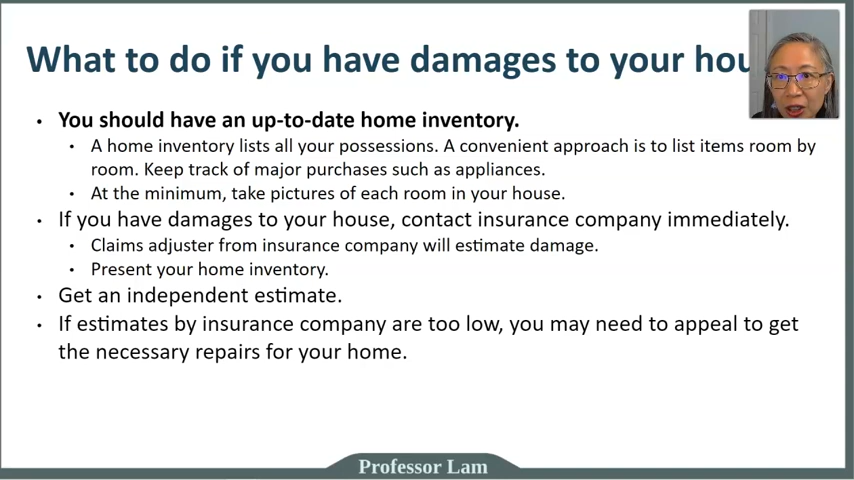 What to do if you have damages to your hou
• You should have an up-to-date home inventory.
• A home inventory lists all your possessions. A convenient approach is to list items room by
room. Keep track of major purchases such as appliances.
• At the minimum, take pictures of each room in your house.
• If you have damages to your house, contact insurance company immediately.
• Claims adjuster from insurance company will estimate damage.
• Present your home inventory.
• Get an independent estimate.
• If estimates by insurance company are too low, you may need to appeal to get
the necessary repairs for your home.
Professor Lam